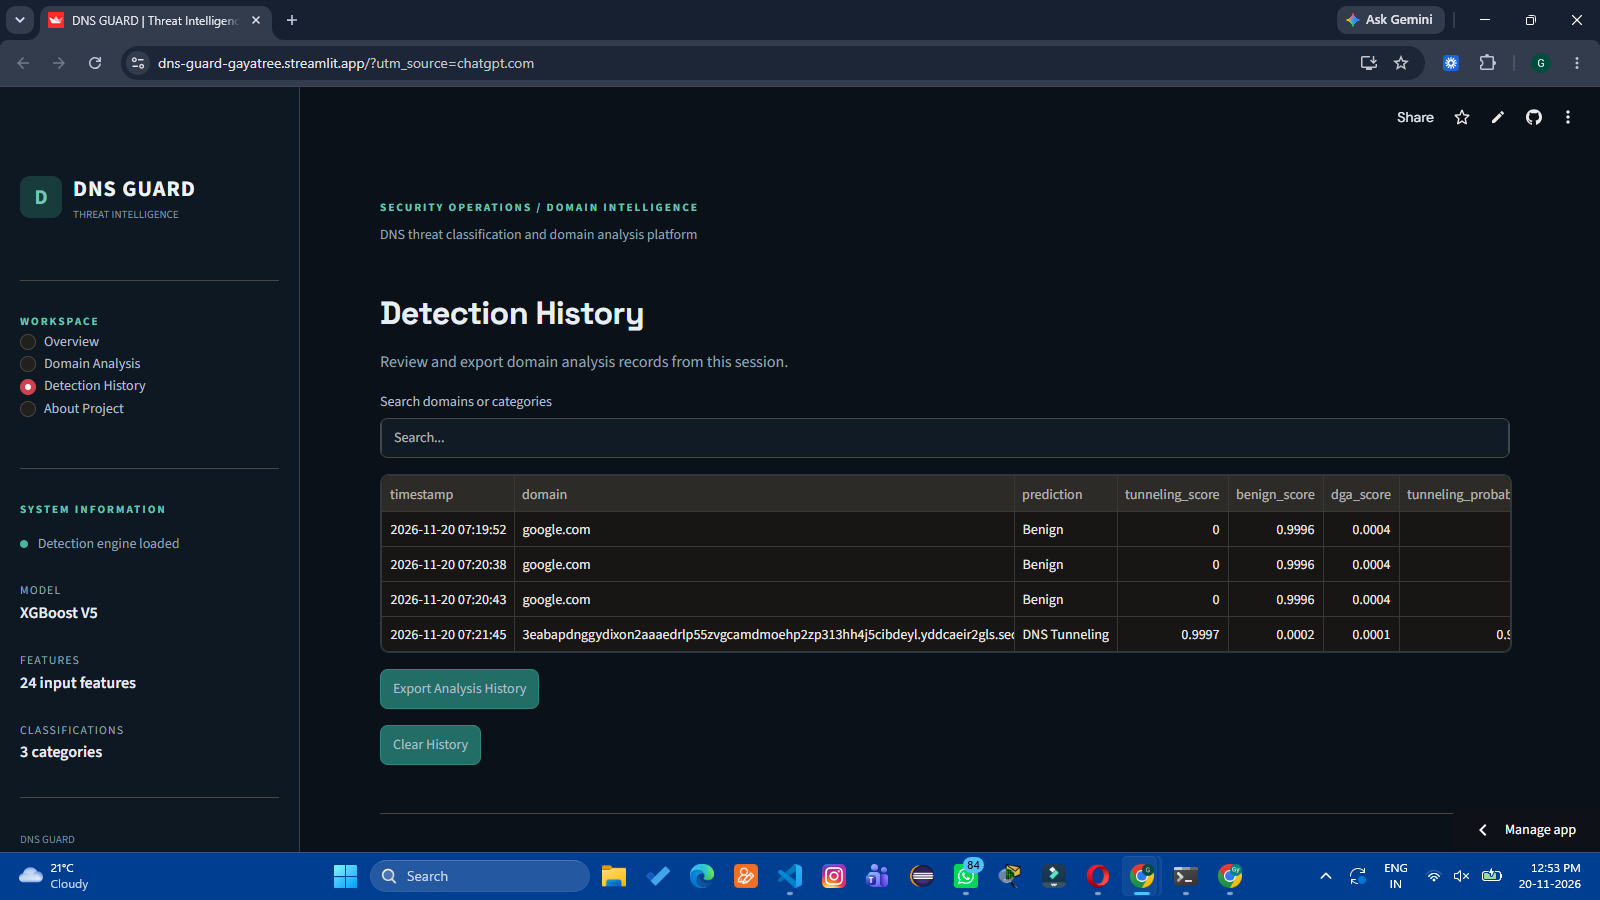 DNS GUARD | Threat Intelligenc
Ask Gemini
dns-guard-gayatree.streamlit.app/?utm_source=chatgpt.com
G
Share
D
DNS GUARD
THREAT INTELLIGENCE
WORKSPACE
Overview
Domain Analysis
Detection History
About Project
SYSTEM INFORMATION
Detection engine loaded
MODEL
XGBoost V5
FEATURES
24 input features
CLASSIFICATIONS
3 categories
DNS GUARD
SECURITY OPERATIONS / DOMAIN INTELLIGENCE
DNS threat classification and domain analysis platform
Detection History
Review and export domain analysis records from this session.
Search domains or categories
Search...
timestamp domain prediction tunneling_score benign_score dga_score tunneling_probab
2026-11-20 07:19:52 google.com Benign 0 0.9996 0.0004
2026-11-20 07:20:38 google.com Benign 0 0.9996 0.0004
2026-11-20 07:20:43 google.com Benign 0 0.9996 0.0004
2026-11-20 07:21:45 3eabapdnggydixon2aaaedrlp55zvgcamdmoehp2zp313hh4j5cibdeyl.yddcaeir2gls.sec DNS Tunneling 0.9997 0.0002 0.0001 0.9
Export Analysis History
Clear History
Manage app
21°C
Cloudy
Search
84
ENG
IN
12:53 PM
20-11-2026